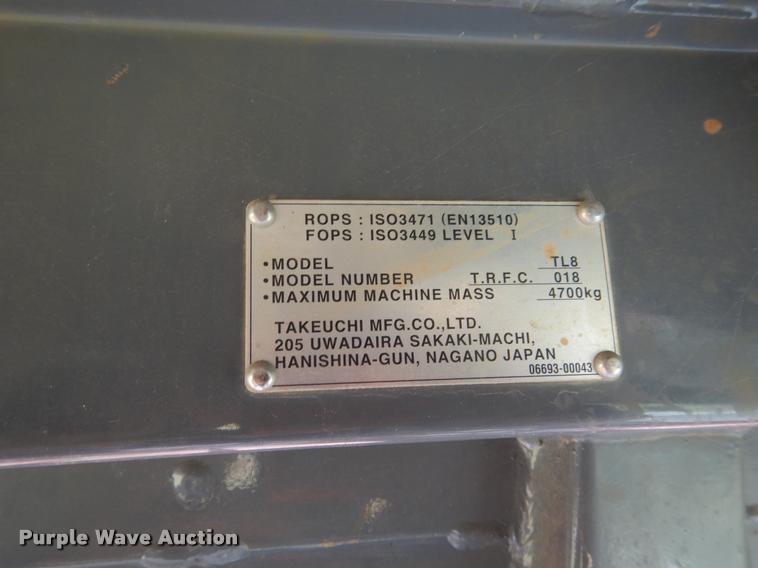 ROPS : ISO3471 (EN13510)
FOPS : ISO3449 LEVEL I
•MODEL TL8
•MODEL NUMBER T.R.F.C. 018
•MAXIMUM MACHINE MASS 4700kg
TAKEUCHI MFG.CO.,LTD.
205 UWADAIRA SAKAKI-MACHI,
HANISHINA-GUN, NAGANO JAPAN
06693-00043
Purple Wave Auction